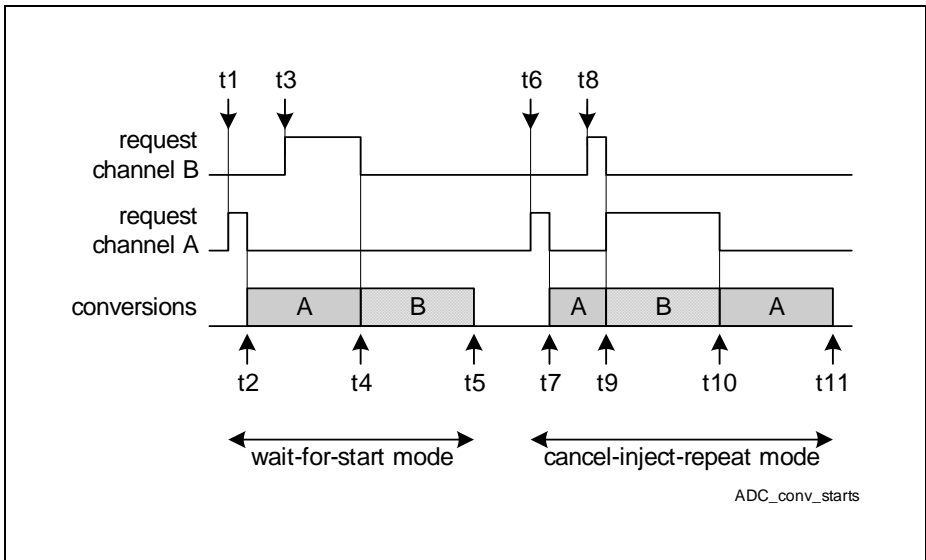 t1 t3 t6 t8
request
channel B
request
channel A
conversions A B A B A
t2 t4 t5 t7 t9 t10 t11
wait-for-start mode cancel-inject-repeat mode
ADC_conv_starts